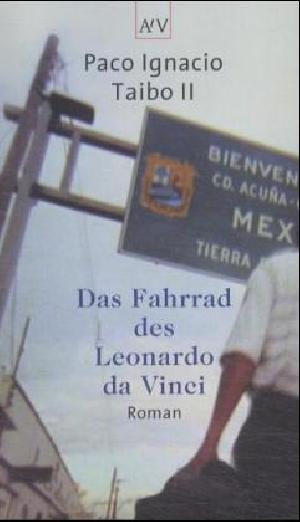 AtV
Paco Ignacio
Taibo II
BIENVEN
CD. ACUÑA
MEX
TIERRA
Das Fahrrad
des
Leonardo
da Vinci
Roman